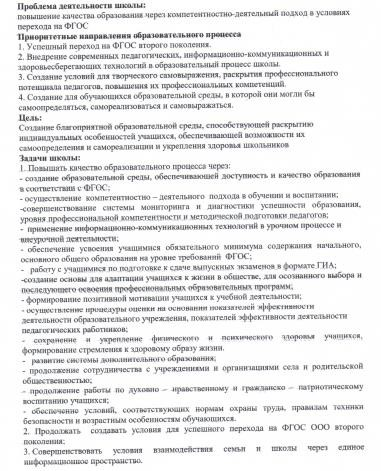 Проблема деятельности школы:
повышение качества образования через компетентностно-деятельный подход в условиях
перехода на ФГОС
Приоритетные направления образовательного процесса
1. Успешный переход на ФГОС второго поколения.
2. Внедрение современных педагогических, информационно-коммуникационных и
здоровьесберегающих технологий в образовательный процесс школы.
3. Создание условий для творческого самовыражения, раскрытия профессионального
потенциала педагогов, повышения их профессиональных компетенций.
4. Создание для обучающихся образовательной среды, в которой они могли бы
самоопределяться, самореализоваться и самовыражаться.
Цель:
Создание благоприятной образовательной среды, способствующей раскрытию
индивидуальных особенностей учащихся, обеспечивающей возможности их
самоопределения и самореализации и укрепления здоровья школьников
Задачи школы:
1. Повышать качество образовательного процесса через:
- создание образовательной среды, обеспечивающей доступность и качество образования
в соответствии с ФГОС;
-осуществление компетентностно – деятельного подхода в обучении и воспитании;
-совершенствование системы мониторинга и диагностики успешности образования,
уровня профессиональной компетентности и методической подготовки педагогов;
- применение информационно-коммуникационных технологий в урочном процессе и
внеурочной деятельности;
- обеспечение усвоения учащимися обязательного минимума содержания начального,
основного общего образования на уровне требований ФГОС;
- работу с учащимися по подготовке к сдаче выпускных экзаменов в формате ГИА;
-создание основы для адаптации учащихся к жизни в обществе, для осознанного выбора и
последующего освоения профессиональных образовательных программ;
- формирование позитивной мотивации учащихся к учебной деятельности;
- осуществление процедуры оценки на основании показателей эффективности
деятельности образовательного учреждения, показателей эффективности деятельности
педагогических работников;
- сохранение и укрепление физического и психического здоровья учащихся,
формирование стремления к здоровому образу жизни.
- развитие системы дополнительного образования;
- продолжение сотрудничества с учреждениями и организациями села и родительской
общественностью;
- продолжение работы по духовно – нравственному и гражданско – патриотическому
воспитанию учащихся;
- обеспечение условий, соответствующих нормам охраны труда, правилам техники
безопасности и возрастным особенностям обучающихся.
2. Продолжать создавать условия для успешного перехода на ФГОС ООО второго
поколения;
3. Совершенствовать условия взаимодействия семьи и школы через единое
информационное пространство.